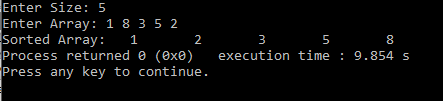 Enter Size: 5
Enter Array: 1 8 3 5 2
Sorted Array:   1       2       3       5       8
Process returned 0 (0x0)   execution time : 9.854 s
Press any key to continue.